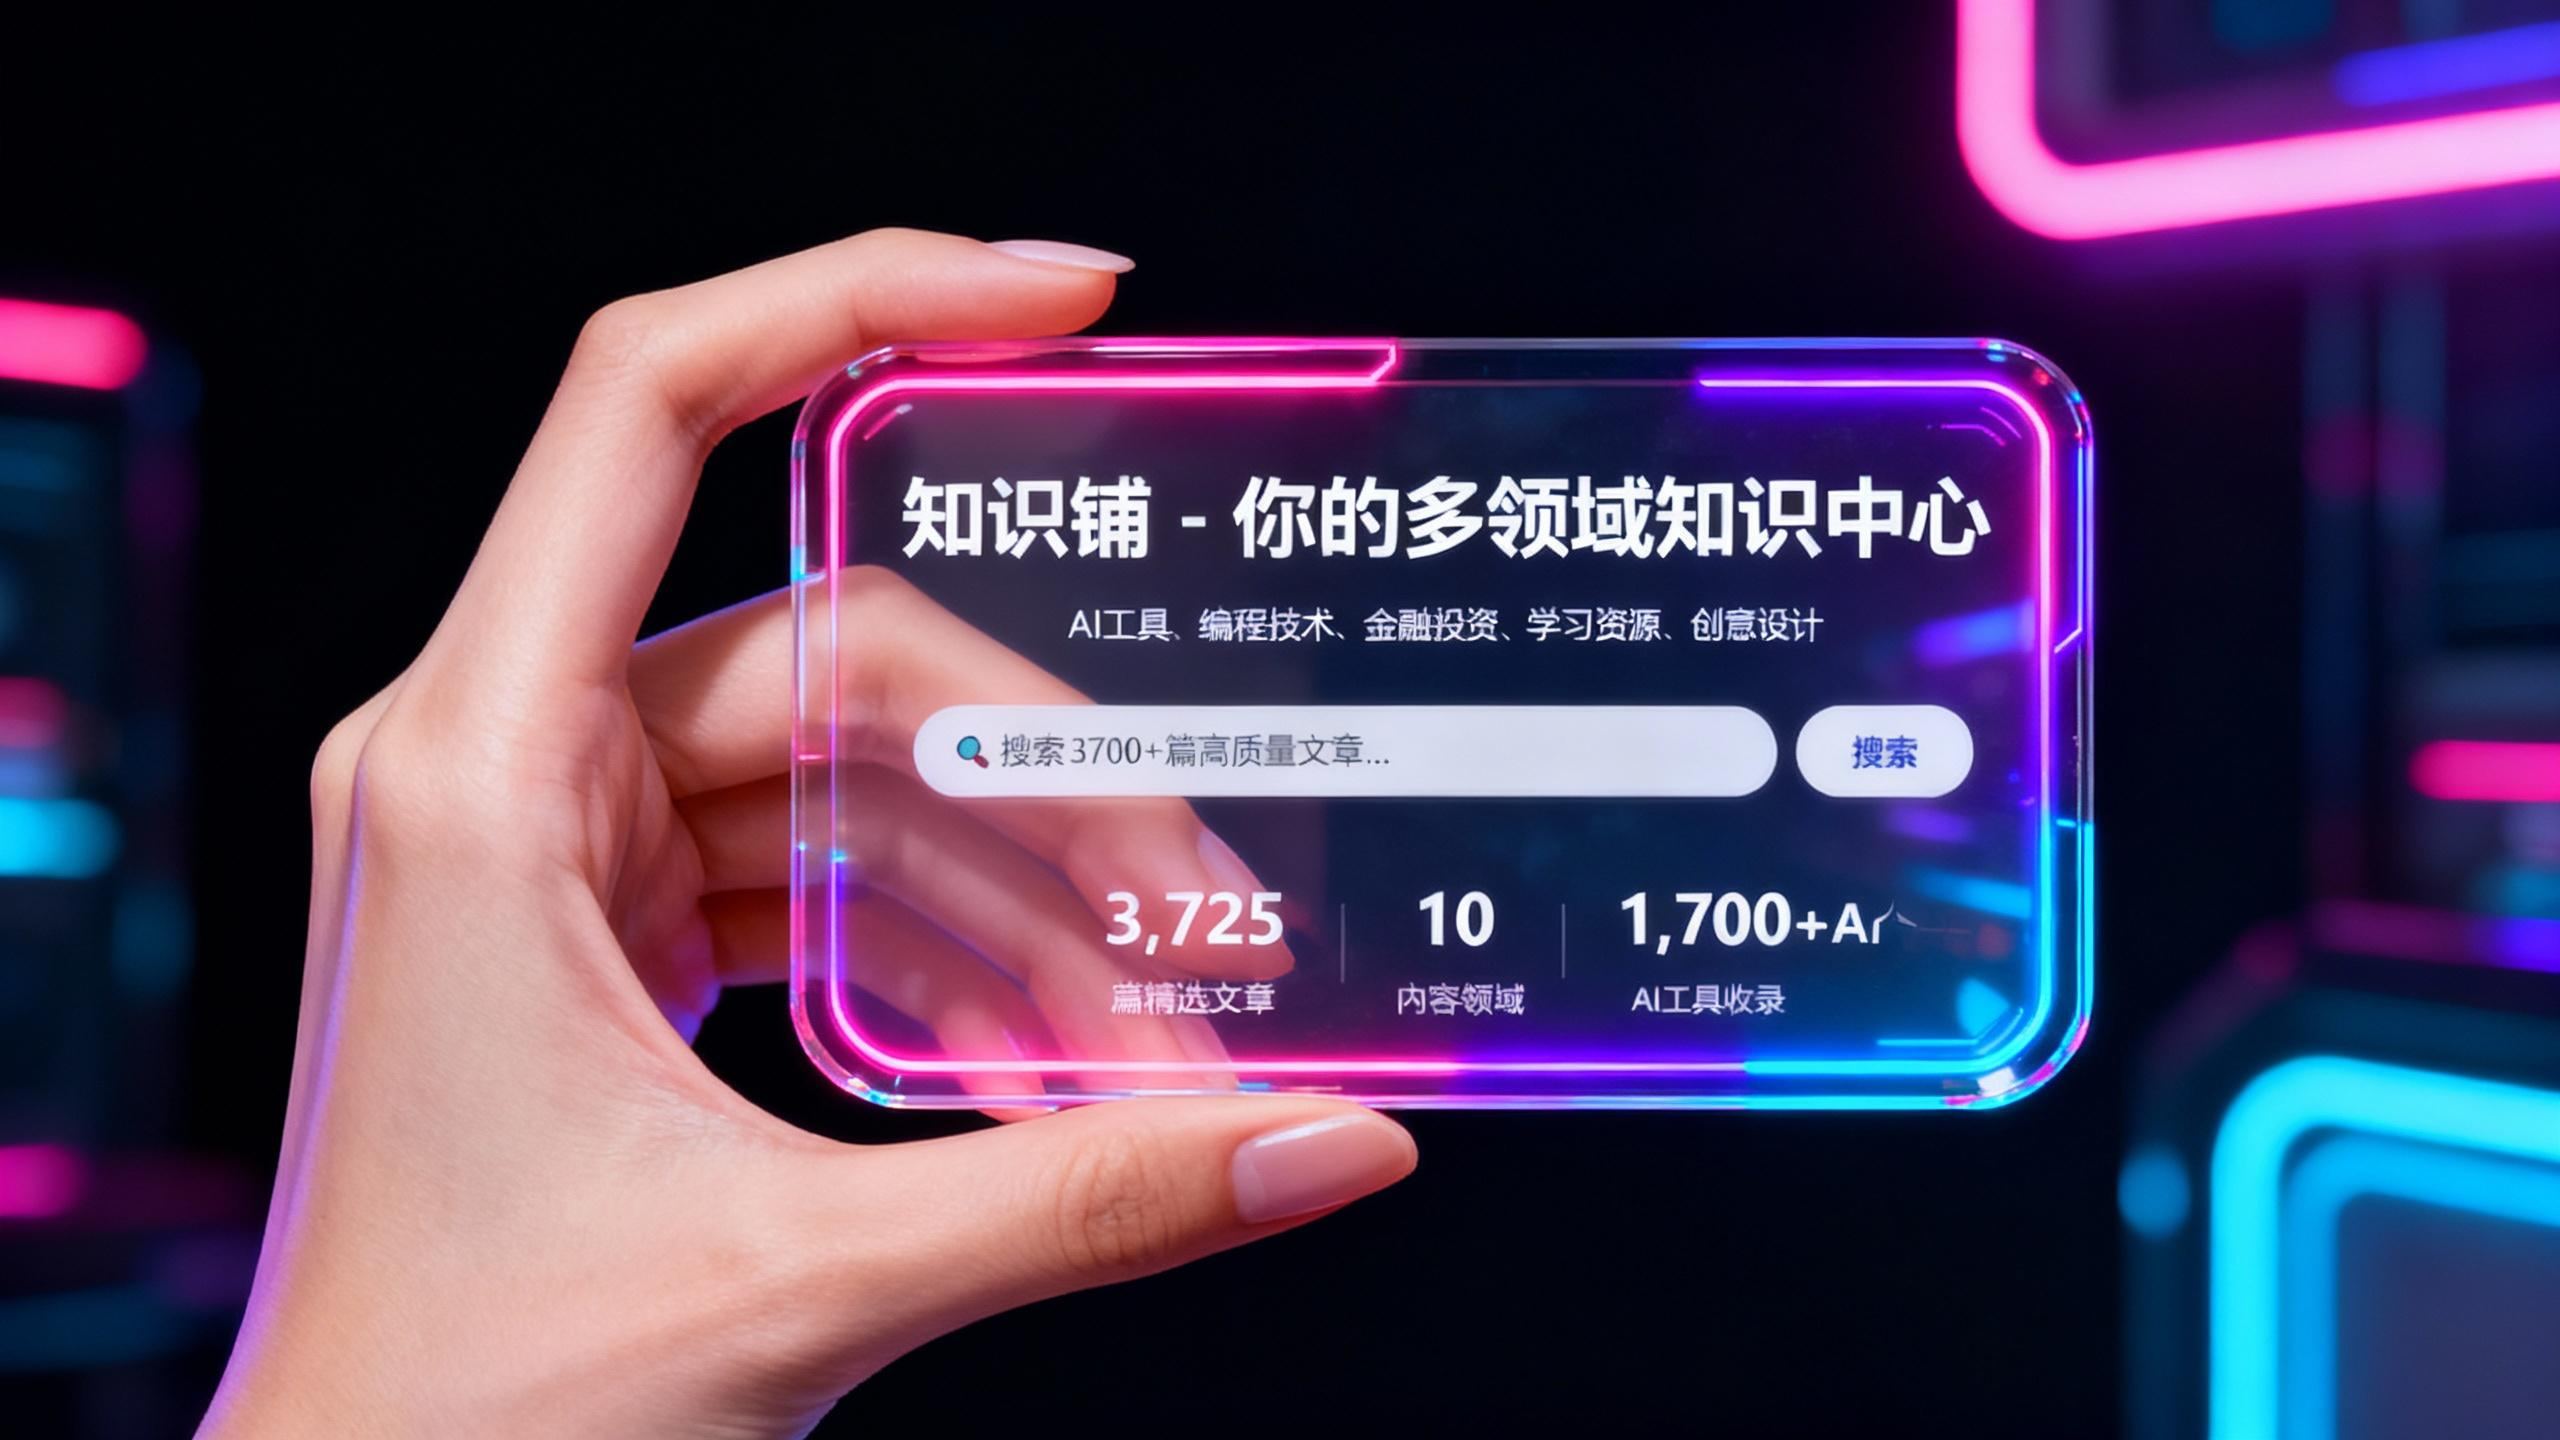 知识铺 - 你的多领域知识中心
AI工具、编程技术、金融投资、学习资源、创意设计
搜索3700+篇高质量文章...
搜索
3,725
10
1,700+
篇精选文章
内容领域
AI工具收录